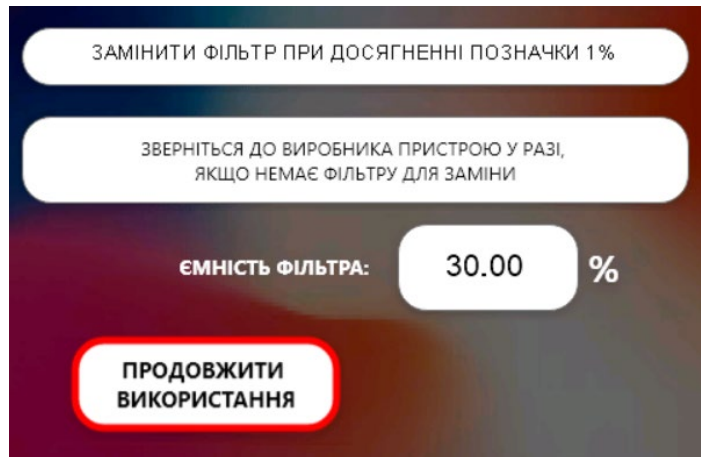 ЗАМІНИТИ ФІЛЬТР ПРИ ДОСЯГНЕННІ ПОЗНАЧКИ 1%
ЗВЕРНІТЬСЯ ДО ВИРОБНИКА ПРИСТРОЮ У РАЗІ,
ЯКЩО НЕМАЄ ФІЛЬТРУ ДЛЯ ЗАМІНИ
ЄМНІСТЬ ФІЛЬТРА: 30.00 %
ПРОДОВЖИТИ
ВИКОРИСТАННЯ